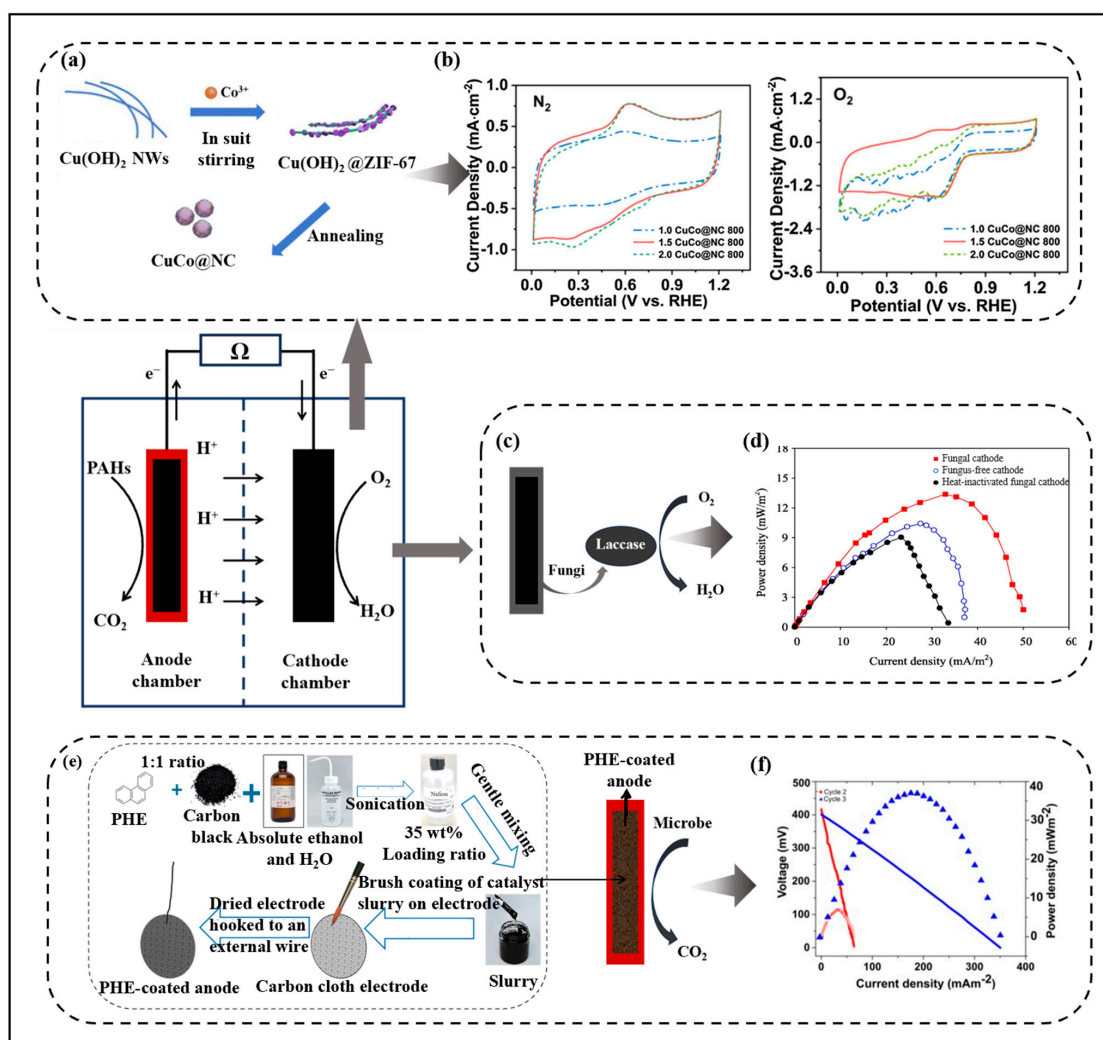 (a)
Co³⁺
In suit
stirring
Cu(OH)₂ NWs
Cu(OH)₂@ZIF-67
Annealing
CuCo@NC
(b)
N₂
Current Density (mA·cm⁻²)
1.0
0.5
0.0
-0.5
-1.0
1.0 CuCo@NC 800
1.5 CuCo@NC 800
2.0 CuCo@NC 800
0.0 0.3 0.6 0.9 1.2
Potential (V vs. RHE)
O₂
Current Density (mA·cm⁻²)
1.2
0.0
-1.2
-2.4
-3.6
1.0 CuCo@NC 800
1.5 CuCo@NC 800
2.0 CuCo@NC 800
0.0 0.3 0.6 0.9 1.2
Potential (V vs. RHE)
Ω
e⁻
e⁻
PAHs
CO₂
H⁺
H⁺
H⁺
H⁺
O₂
H₂O
Anode
chamber
Cathode
chamber
(c)
Fungi
Laccase
O₂
H₂O
(d)
Fungal cathode
Fungus-free cathode
Heat-inactivated fungal cathode
Power density (mW/m²)
18
15
12
9
6
3
0
0 10 20 30 40 50 60
Current density (mA/m²)
(e)
PHE
1:1 ratio
+
Carbon
black
+
Absolute ethanol
and H₂O
Sonication
Nafion
35 wt%
Loading ratio
Gentle mixing
Slurry
Brush coating of catalyst
slurry on electrode
Carbon cloth electrode
Dried electrode
hooked to an
external wire
PHE-coated anode
PHE-coated
anode
Microbe
CO₂
(f)
Cycle 2
Cycle 3
Voltage (mV)
500
400
300
200
100
0
Power density (mWm⁻²)
40
30
20
10
0
0 100 200 300 400
Current density (mAm⁻²)